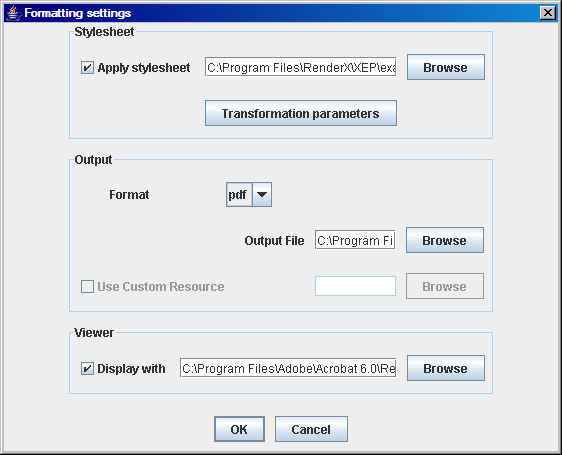 Formatting settings
Stylesheet
Apply stylesheet C:\Program Files\RenderX\XEP\exa Browse
Transformation parameters
Output
Format pdf
Output File C:\Program Fi Browse
Use Custom Resource Browse
Viewer
Display with C:\Program Files\Adobe\Acrobat 6.0\Re Browse
OK Cancel